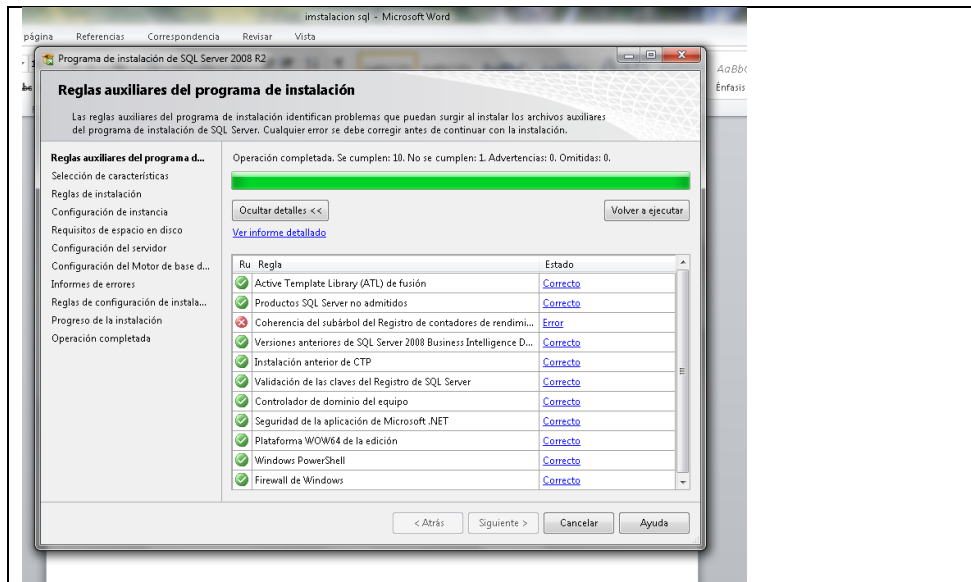 imstalacion sql - Microsoft Word
página Referencias Correspondencia Revisar Vista
Programa de instalación de SQL Server 2008 R2
AaBb
Énfasis
Reglas auxiliares del programa de instalación
Las reglas auxiliares del programa de instalación identifican problemas que puedan surgir al instalar los archivos auxiliares
del programa de instalación de SQL Server. Cualquier error se debe corregir antes de continuar con la instalación.
Reglas auxiliares del programa d...
Selección de características
Reglas de instalación
Configuración de instancia
Requisitos de espacio en disco
Configuración del servidor
Configuración del Motor de base d...
Informes de errores
Reglas de configuración de instala...
Progreso de la instalación
Operación completada
Operación completada. Se cumplen: 10. No se cumplen: 1. Advertencias: 0. Omitidas: 0.
Ocultar detalles << Volver a ejecutar
Ver informe detallado
Ru Regla Estado
Active Template Library (ATL) de fusión Correcto
Productos SQL Server no admitidos Correcto
Coherencia del subárbol del Registro de contadores de rendimi... Error
Versiones anteriores de SQL Server 2008 Business Intelligence D... Correcto
Instalación anterior de CTP Correcto
Validación de las claves del Registro de SQL Server Correcto
Controlador de dominio del equipo Correcto
Seguridad de la aplicación de Microsoft .NET Correcto
Plataforma WOW64 de la edición Correcto
Windows PowerShell Correcto
Firewall de Windows Correcto
< Atrás Siguiente > Cancelar Ayuda